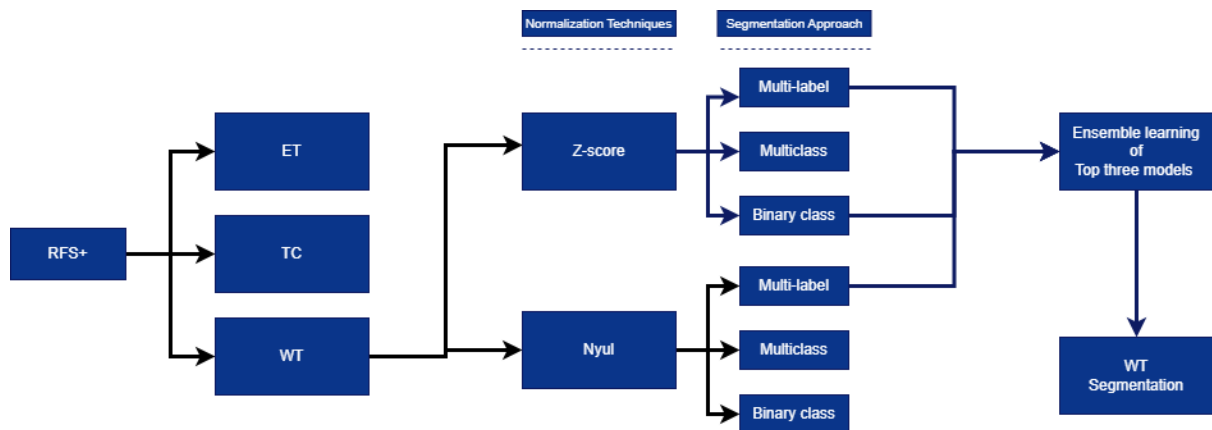 Normalization Techniques
Segmentation Approach
RFS+
ET
TC
WT
Z-score
Nyul
Multi-label
Multiclass
Binary class
Multi-label
Multiclass
Binary class
Ensemble learning
of
Top three models
WT
Segmentation